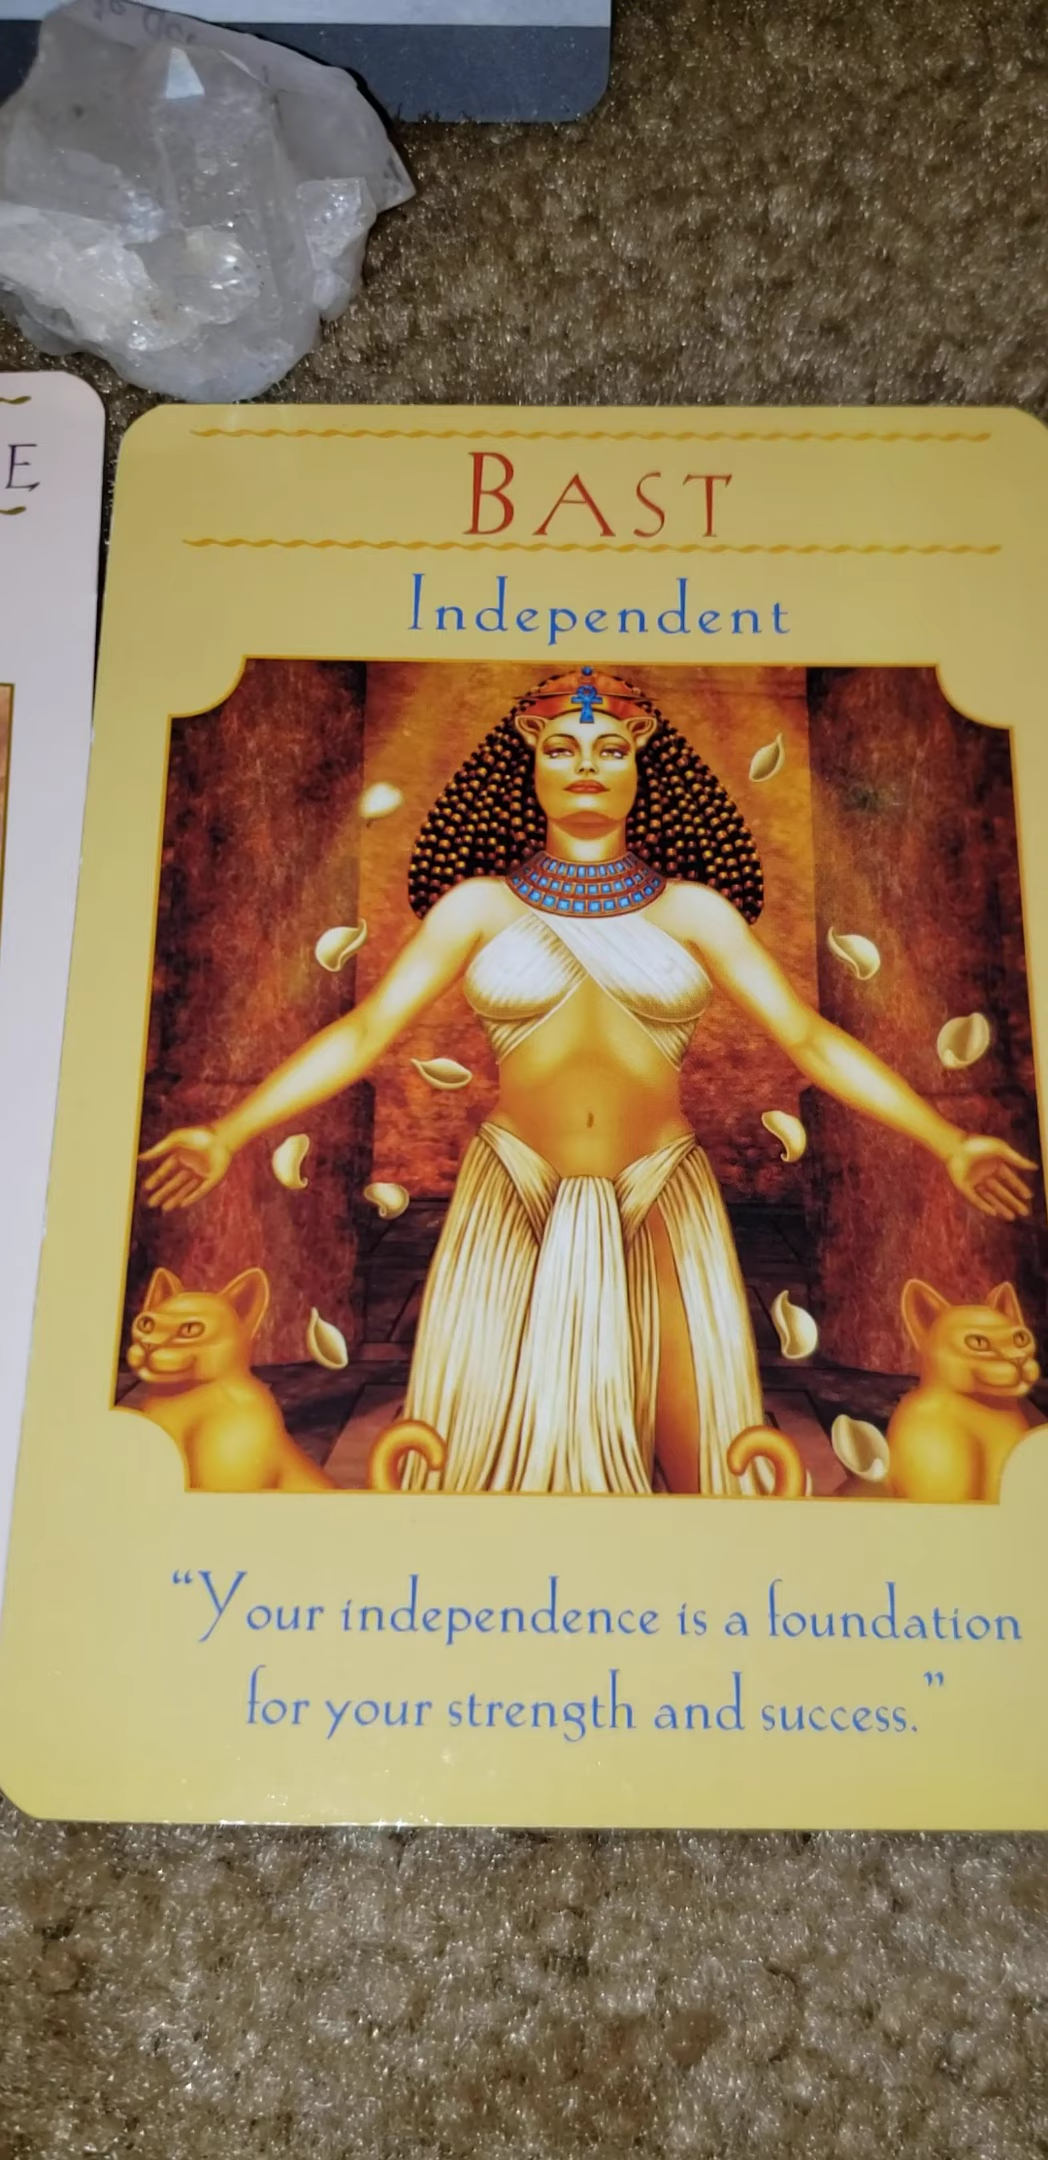 E
BAST
Independent
“Your independence is a foundation
for your strength and success.”